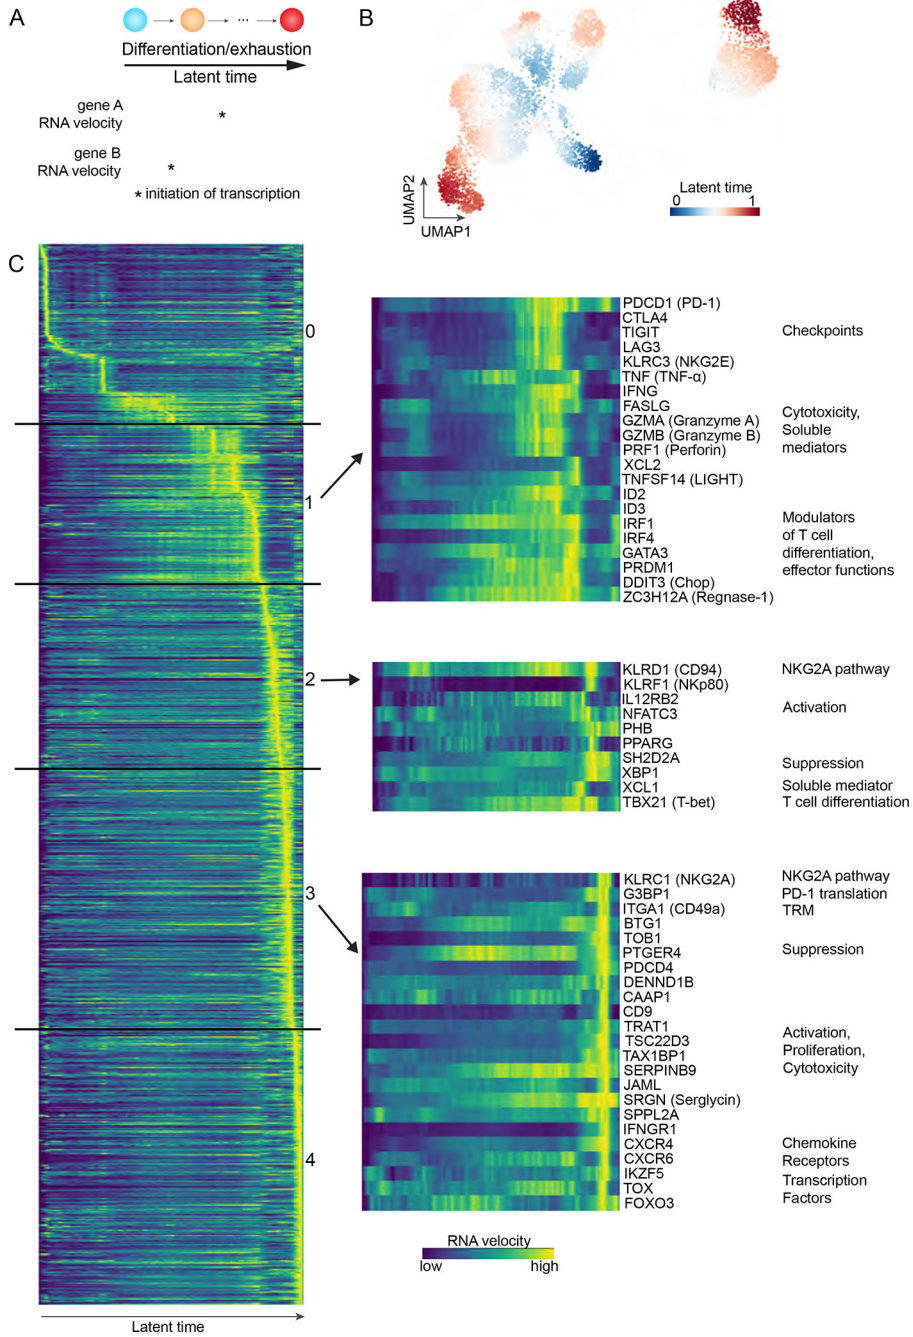 A
...
Differentiation/exhaustion
Latent time
gene A
RNA velocity
*
gene B
RNA velocity
*
* initiation of transcription
B
UMAP2
UMAP1
Latent time
0 1
C
0
1
2
3
4
Latent time
PDCD1 (PD-1)
CTLA4
TIGIT
LAG3
KLRC3 (NKG2E)
TNF (TNF-α)
IFNG
FASLG
GZMA (Granzyme A)
GZMB (Granzyme B)
PRF1 (Perforin)
XCL2
TNFSF14 (LIGHT)
ID2
ID3
IRF1
IRF4
GATA3
PRDM1
DDIT3 (Chop)
ZC3H12A (Regnase-1)
Checkpoints
Cytotoxicity,
Soluble
mediators
Modulators
of T cell
differentiation,
effector functions
KLRD1 (CD94)
KLRF1 (NKp80)
IL12RB2
NFATC3
PHB
PPARG
SH2D2A
XBP1
XCL1
TBX21 (T-bet)
NKG2A pathway
Activation
Suppression
Soluble mediator
T cell differentiation
KLRC1 (NKG2A)
G3BP1
ITGA1 (CD49a)
BTG1
TOB1
PTGER4
PDCD4
DENND1B
CAAP1
CD9
TRAT1
TSC22D3
TAX1BP1
SERPINB9
JAML
SRGN (Serglycin)
SPPL2A
IFNGR1
CXCR4
CXCR6
IKZF5
TOX
FOXO3
NKG2A pathway
PD-1 translation
TRM
Suppression
Activation,
Proliferation,
Cytotoxicity
Chemokine
Receptors
Transcription
Factors
RNA velocity
low high